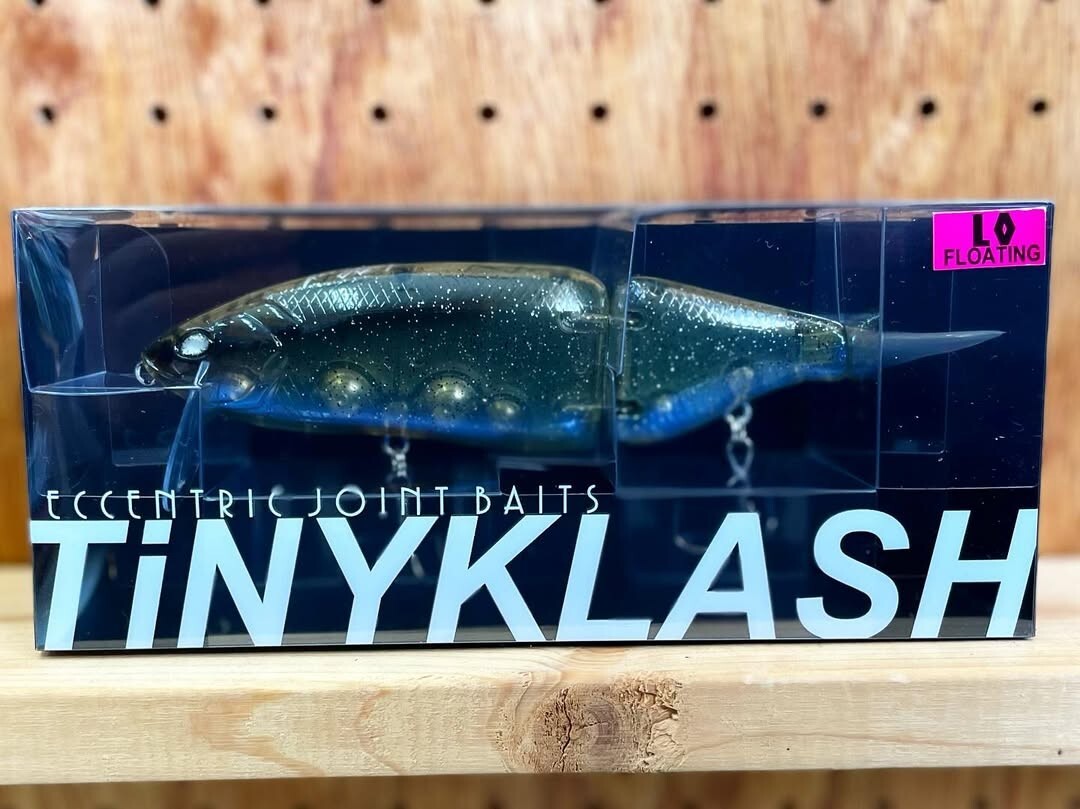 LO
FLOATING
ECCENTRIC JOINT BAITS
TiNYKLASH